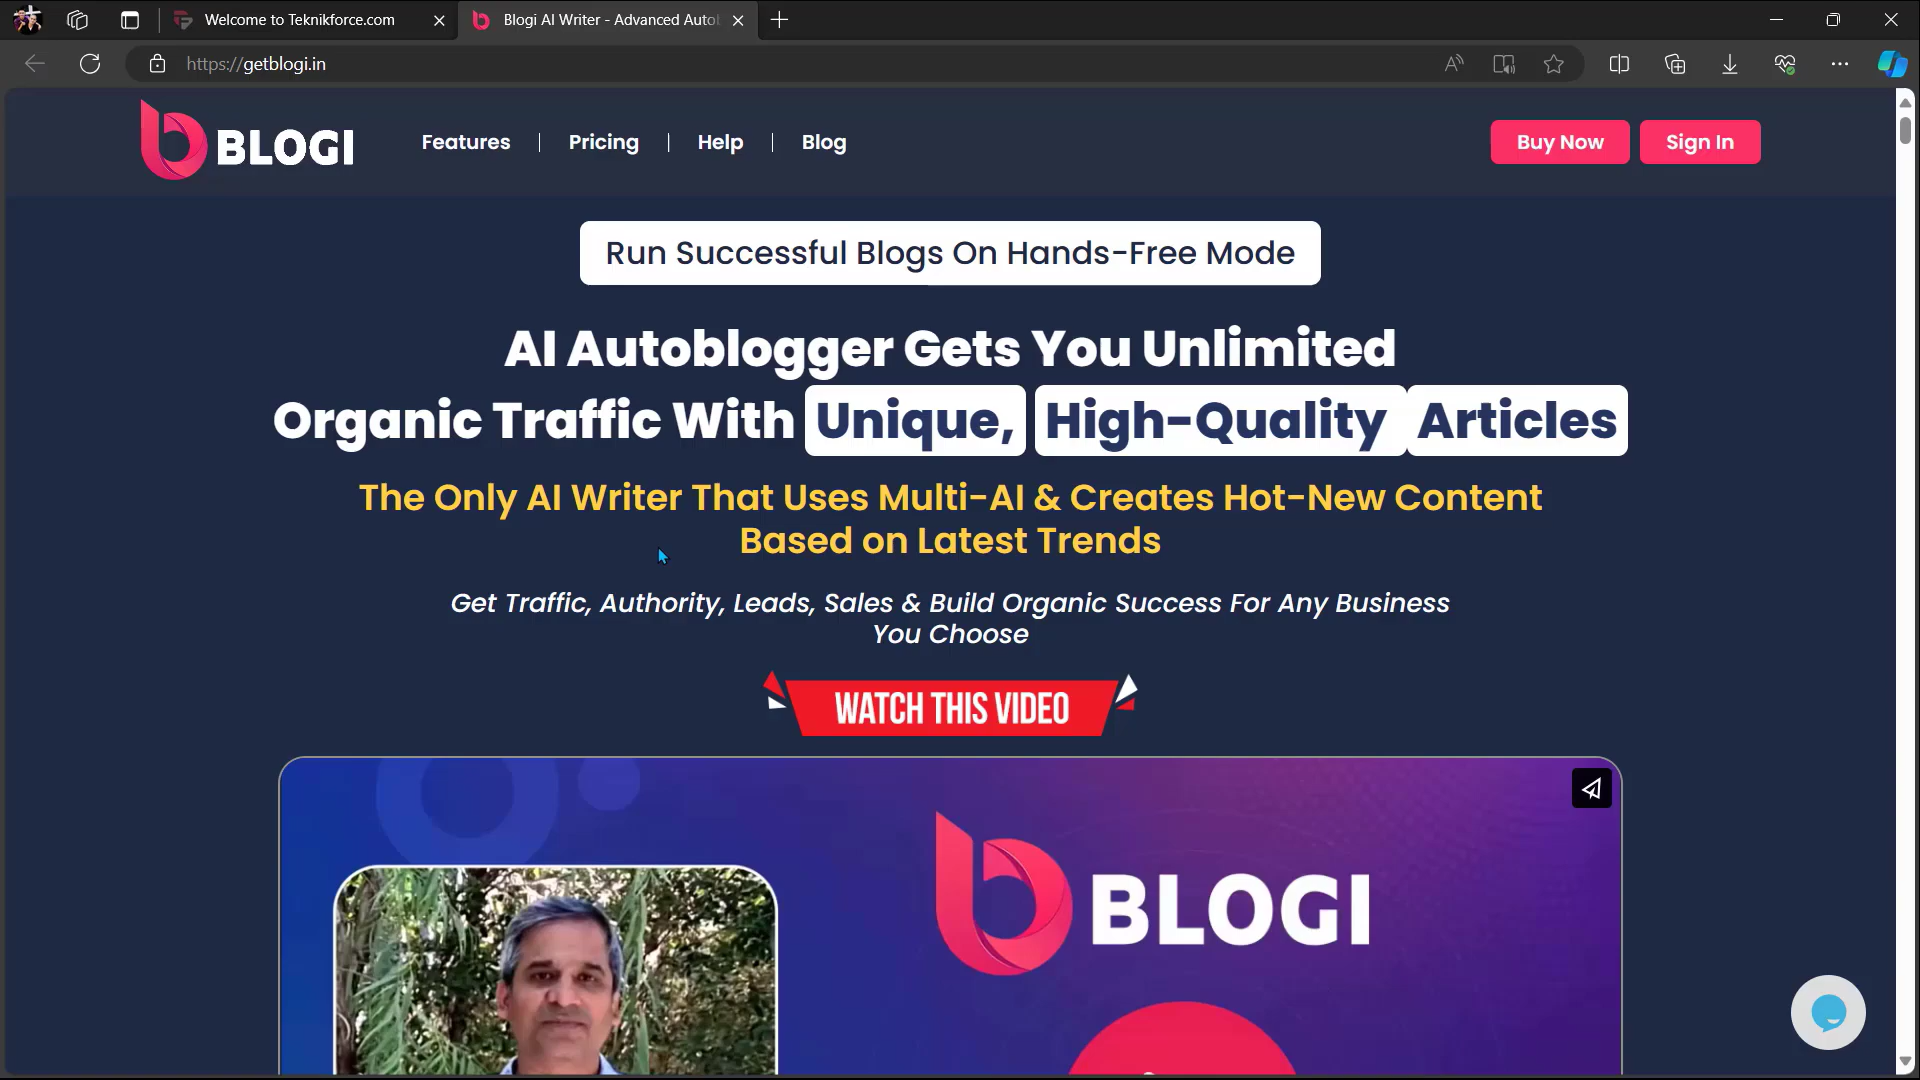 Welcome to Teknikforce.com
Blogi AI Writer - Advanced Auto
https://getblogi.in
BLOGI
Features
Pricing
Help
Blog
Buy Now
Sign In
Run Successful Blogs On Hands-Free Mode
AI Autoblogger Gets You Unlimited
Organic Traffic With Unique, High-Quality Articles
The Only AI Writer That Uses Multi-AI & Creates Hot-New Content
Based on Latest Trends
Get Traffic, Authority, Leads, Sales & Build Organic Success For Any Business
You Choose
WATCH THIS VIDEO
BLOGI